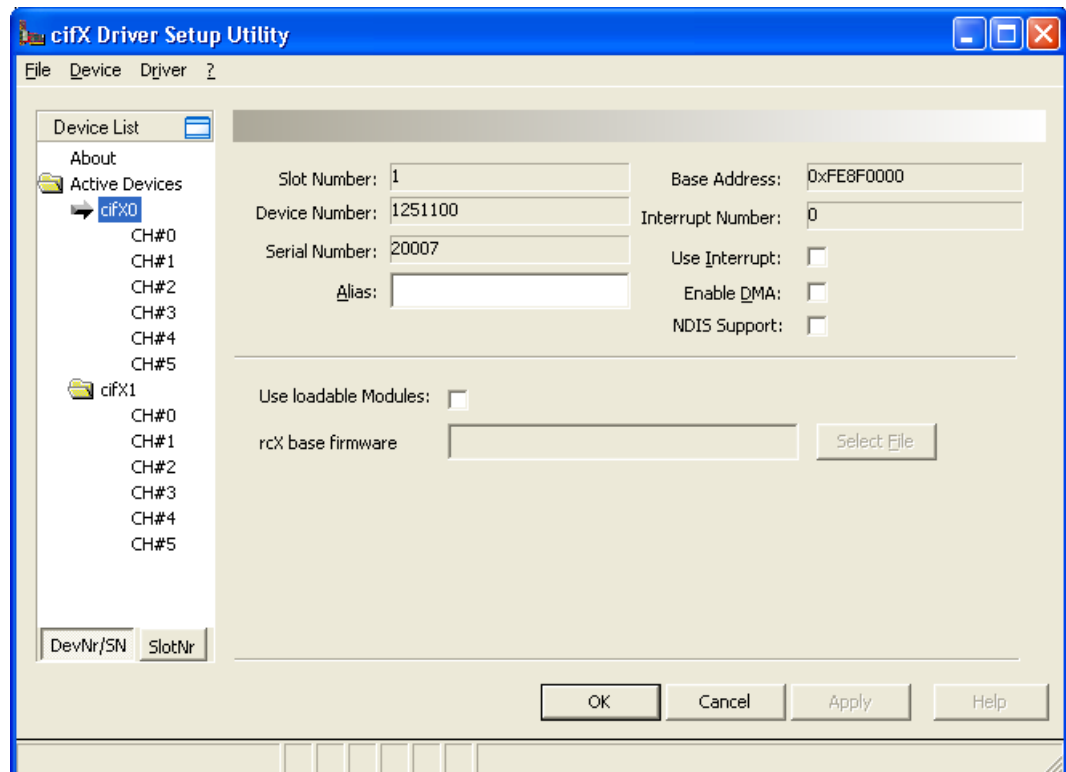 cifX Driver Setup Utility
File Device Driver ?
Device List
About
Active Devices
cifX0
CH#0
CH#1
CH#2
CH#3
CH#4
CH#5
cifX1
CH#0
CH#1
CH#2
CH#3
CH#4
CH#5
DevNr/SN SlotNr
Slot Number: 1
Device Number: 1251100
Serial Number: 20007
Alias:
Base Address: 0xFE8F0000
Interrupt Number: 0
Use Interrupt:
Enable DMA:
NDIS Support:
Use loadable Modules:
rcX base firmware Select File
OK Cancel Apply Help